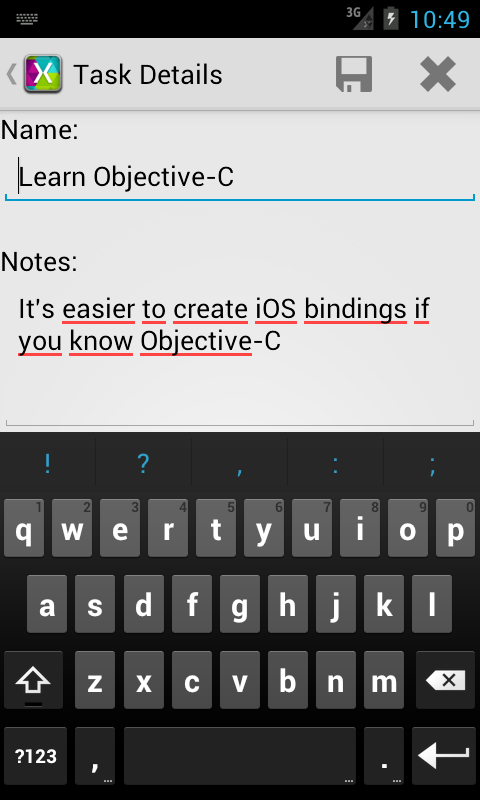 3G 10:49
X Task Details
Name:
Learn Objective-C
Notes:
It's easier to create iOS bindings if
you know Objective-C
! ? , : ;
1 2 3 4 5 6 7 8 9 0
q w e r t y u i o p
a s d f g h j k l
z x c v b n m
?123 , ... ... . ...